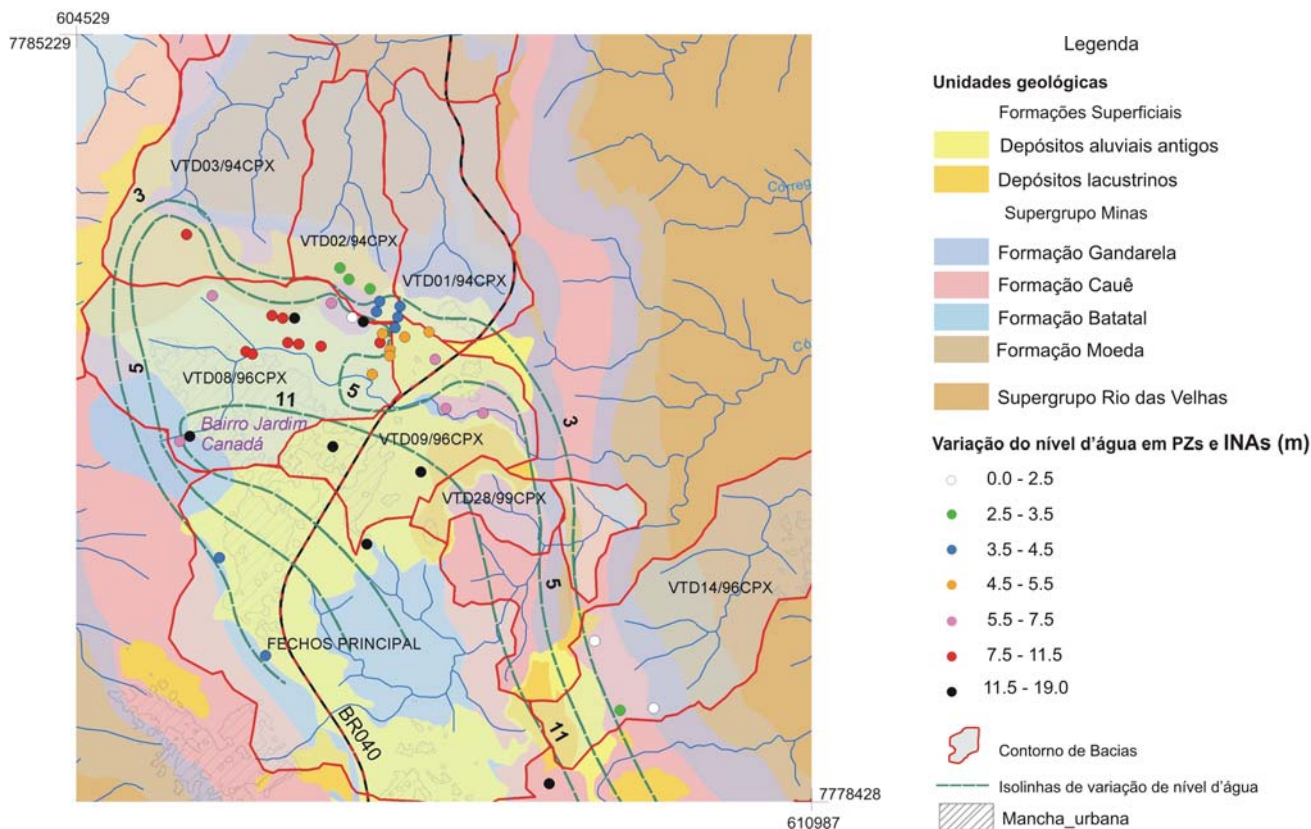 604529
7785229
VTD03/94CPX
3
VTD02/94CPX
VTD01/94CPX
Córreg
Có
5
VTD08/96CPX
11
5
3
Bairro Jardim
Canadá
VTD09/96CPX
VTD28/99CPX
5
VTD14/96CPX
FECHOS PRINCIPAL
BR040
11
7778428
610987
Legenda
Unidades geológicas
Formações Superficiais
Depósitos aluviais antigos
Depósitos lacustrinos
Supergrupo Minas
Formação Gandarela
Formação Cauê
Formação Batatal
Formação Moeda
Supergrupo Rio das Velhas
Variação do nível d'água em PZs e INAs (m)
0.0 - 2.5
2.5 - 3.5
3.5 - 4.5
4.5 - 5.5
5.5 - 7.5
7.5 - 11.5
11.5 - 19.0
Contorno de Bacias
Isolinhas de variação de nível d'água
Mancha_urbana